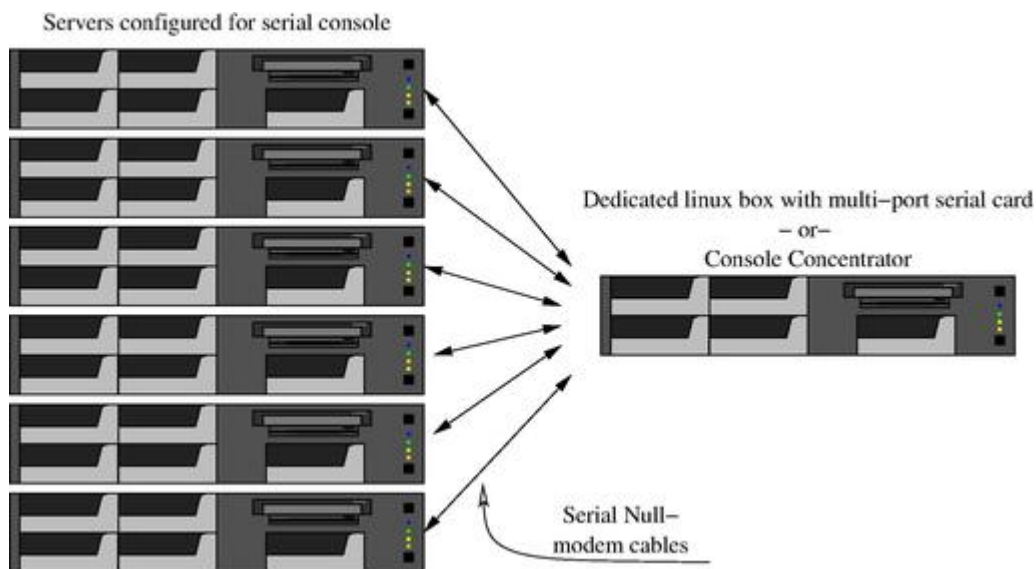 Servers configured for serial console
Dedicated linux box with multi-port serial card
- or-
Console Concentrator
Serial Null-
modem cables